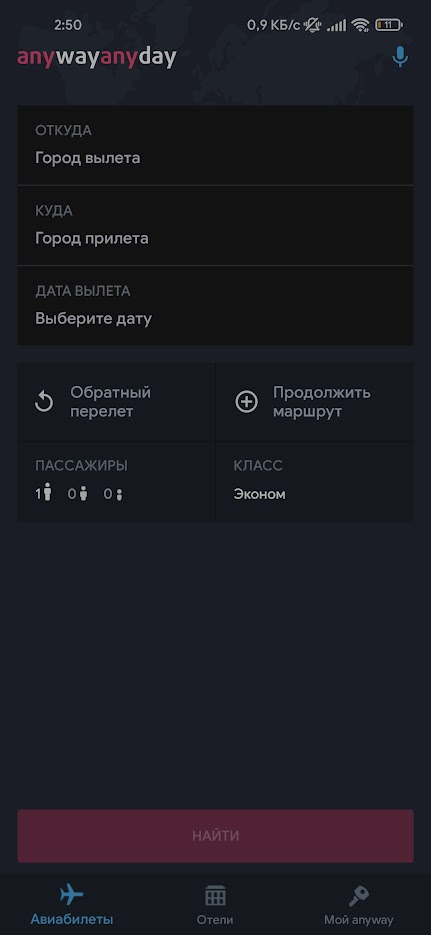 2:50 0,9 КБ/с 11
anywayanyday
ОТКУДА
Город вылета
КУДА
Город прилета
ДАТА ВЫЛЕТА
Выберите дату
Обратный
перелет
Продолжить
маршрут
ПАССАЖИРЫ
1 0 0
КЛАСС
Эконом
НАЙТИ
Авиабилеты
Отели
Мой anyway